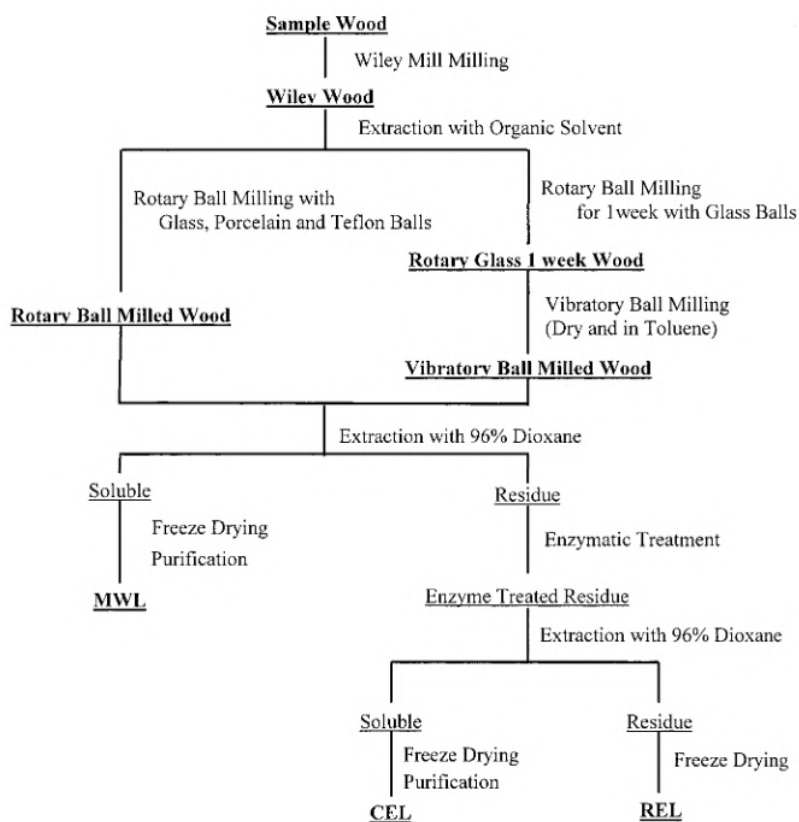 Sample Wood
Wiley Mill Milling
Wiley Wood
Extraction with Organic Solvent
Rotary Ball Milling with
Glass, Porcelain and Teflon Balls
Rotary Ball Milling
for 1week with Glass Balls
Rotary Glass 1 week Wood
Rotary Ball Milled Wood
Vibratory Ball Milling
(Dry and in Toluene)
Vibratory Ball Milled Wood
Extraction with 96% Dioxane
Soluble
Residue
Freeze Drying
Purification
Enzymatic Treatment
MWL
Enzyme Treated Residue
Extraction with 96% Dioxane
Soluble
Residue
Freeze Drying
Purification
Freeze Drying
CEL
REL